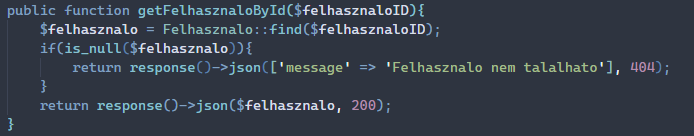 public function getFelhasznaloById($felhasznaloID){
    $felhasznalo = Felhasznalo::find($felhasznaloID);
    if(is_null($felhasznalo)){
        return response()->json(['message' => 'Felhasznalo nem talalhato'], 404);
    }
    return response()->json($felhasznalo, 200);
}